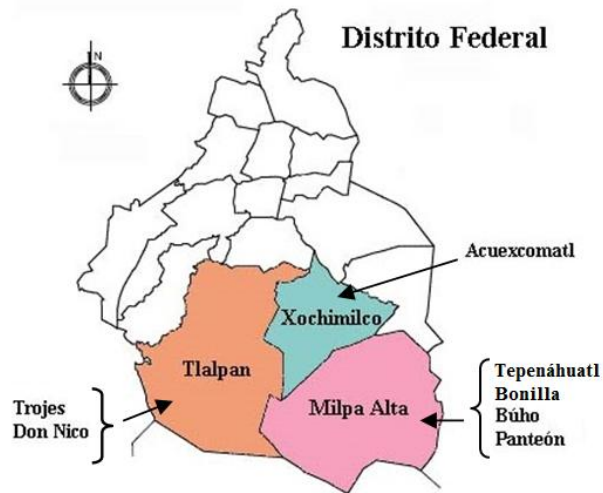 Distrito Federal
N
Acuexcomatl
Xochimilco
Tlalpan
Milpa Alta
Trojes
Don Nico
Tepenáhuatl
Bonilla
Búho
Panteón